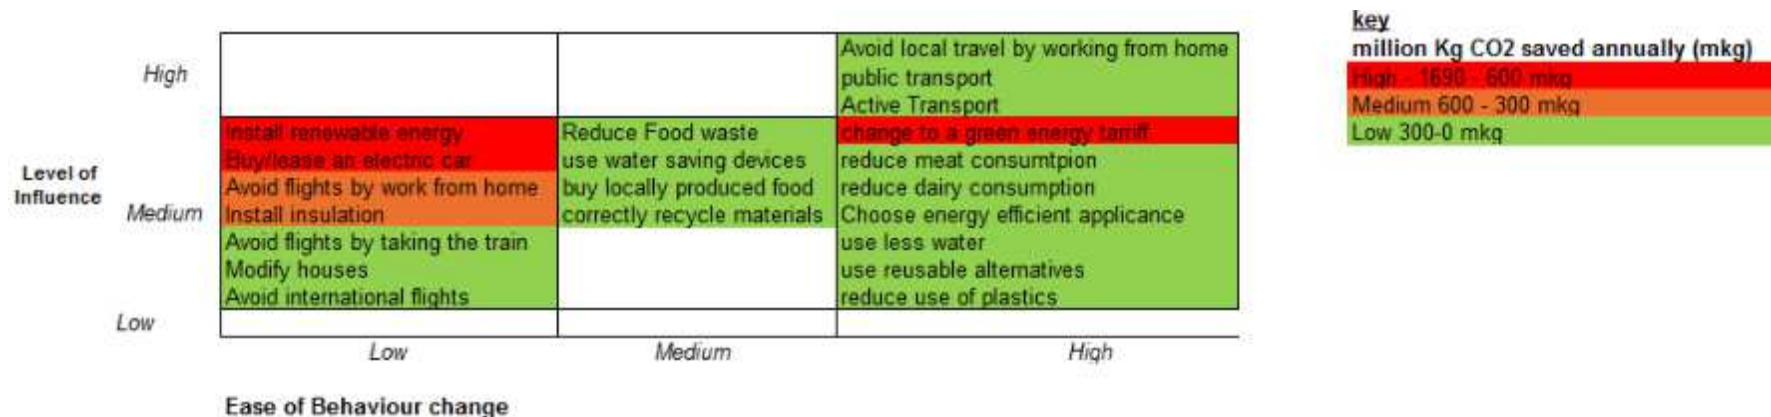 key
million Kg CO2 saved annually (mkg)
High - 1690 - 600 mkg
Medium 600 - 300 mkg
Low 300-0 mkg
High
Avoid local travel by working from home
public transport
Active Transport
Level of
Influence
Medium
Install renewable energy
Buy/lease an electric car
Avoid flights by work from home
Install insulation
Avoid flights by taking the train
Modify houses
Avoid international flights
Reduce Food waste
use water saving devices
buy locally produced food
correctly recycle materials
change to a green energy tarriff
reduce meat consumtpion
reduce dairy consumption
Choose energy efficient applicance
use less water
use reusable alternatives
reduce use of plastics
Low
Low
Medium
High
Ease of Behaviour change